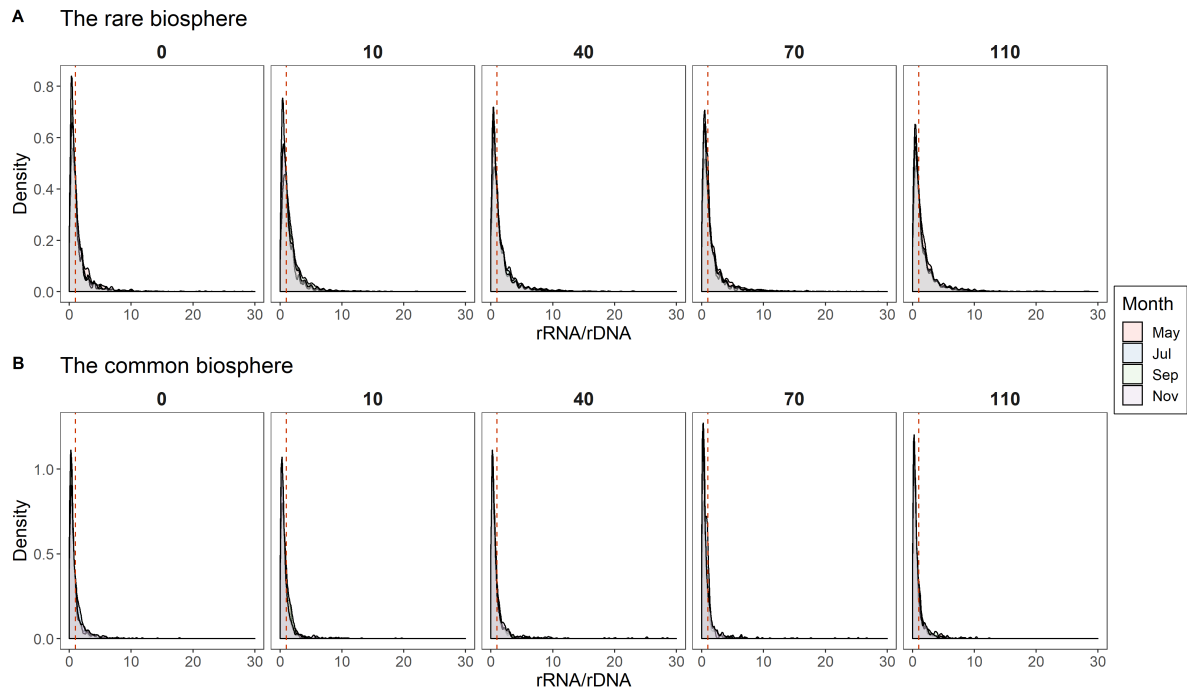 A The rare biosphere
0 10 40 70 110
Density
0.8
0.6
0.4
0.2
0.0
0 10 20 30 0 10 20 30 0 10 20 30 0 10 20 30 0 10 20 30
rRNA/rDNA
Month
May
Jul
Sep
Nov
B The common biosphere
0 10 40 70 110
Density
1.0
0.5
0.0
0 10 20 30 0 10 20 30 0 10 20 30 0 10 20 30 0 10 20 30
rRNA/rDNA